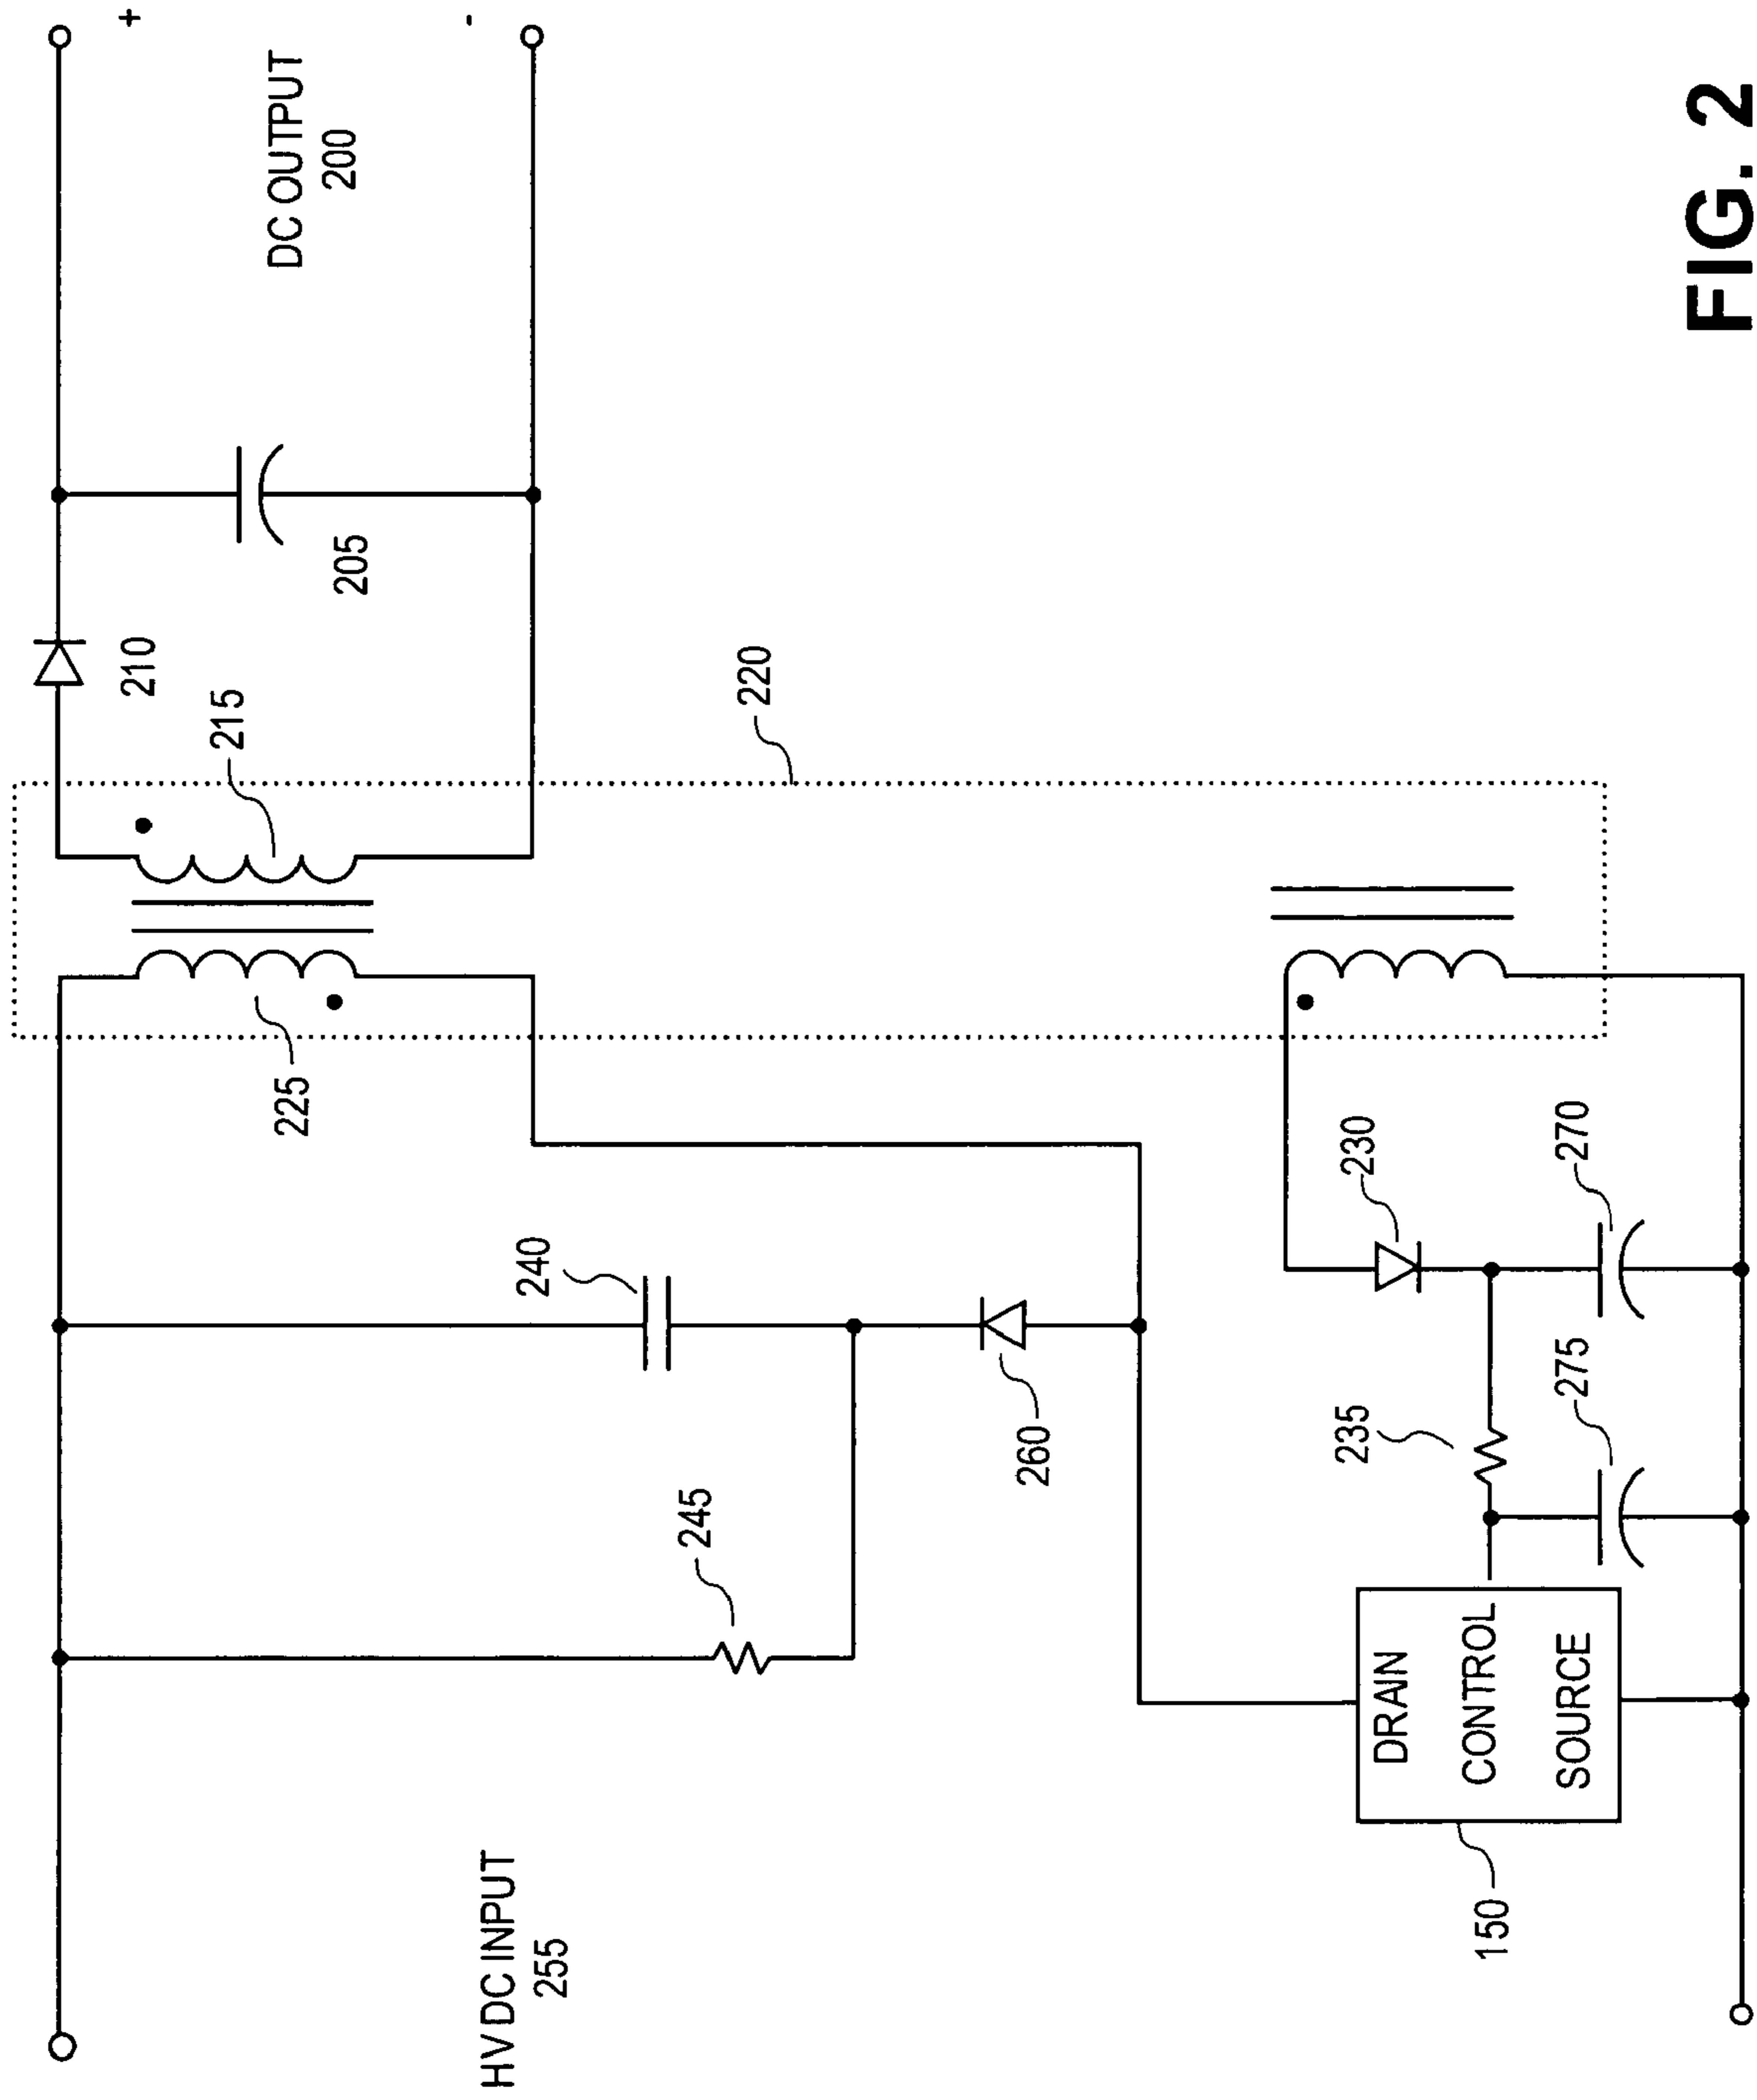 +
-
DC OUTPUT
200
205
210
215
220
225
230
235
240
245
HVDC INPUT
255
260
270
275
150
DRAIN
CONTROL
SOURCE
FIG. 2